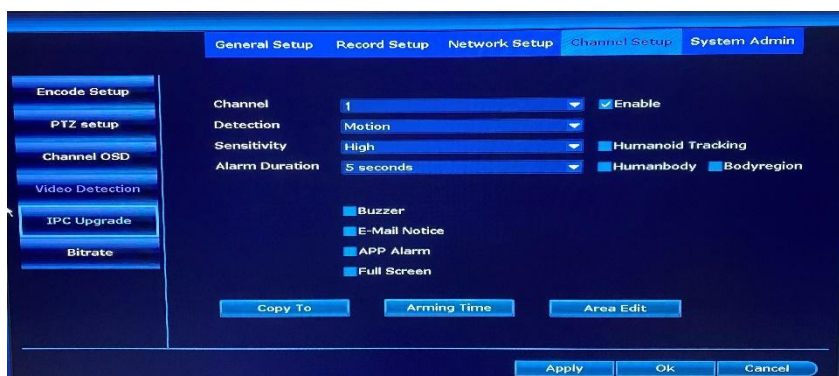 General Setup Record Setup Network Setup Channel Setup System Admin
Encode Setup
PTZ setup
Channel OSD
Video Detection
IPC Upgrade
Bitrate
Channel 1 Enable
Detection Motion
Sensitivity High Humanoid Tracking
Alarm Duration 5 seconds Humanbody Bodyregion
Buzzer
E-Mail Notice
APP Alarm
Full Screen
Copy To Arming Time Area Edit
Apply Ok Cancel